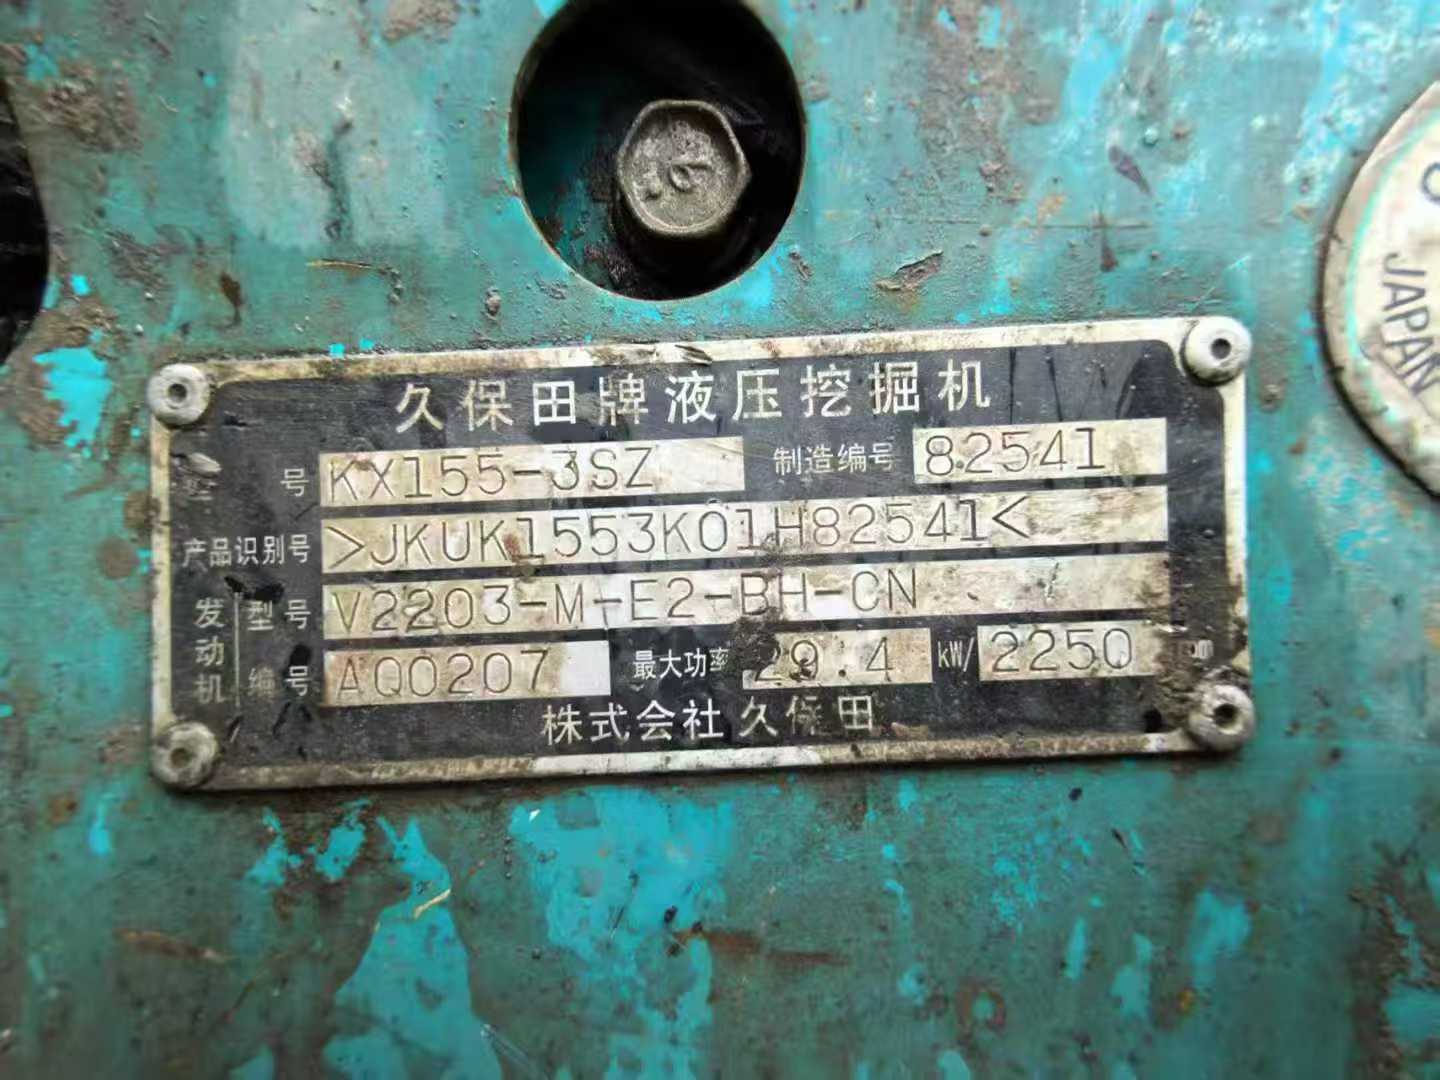 久保田牌液压挖掘机
型号 KX155-3SZ 制造编号 82541
产品识别号 >JKUK1553K01H82541<
发动机 型号 V2203-M-E2-BH-CN
编号 AQ0207 最大功率 29.4 kW/ 2250 rpm
株式会社久保田
JAPAN